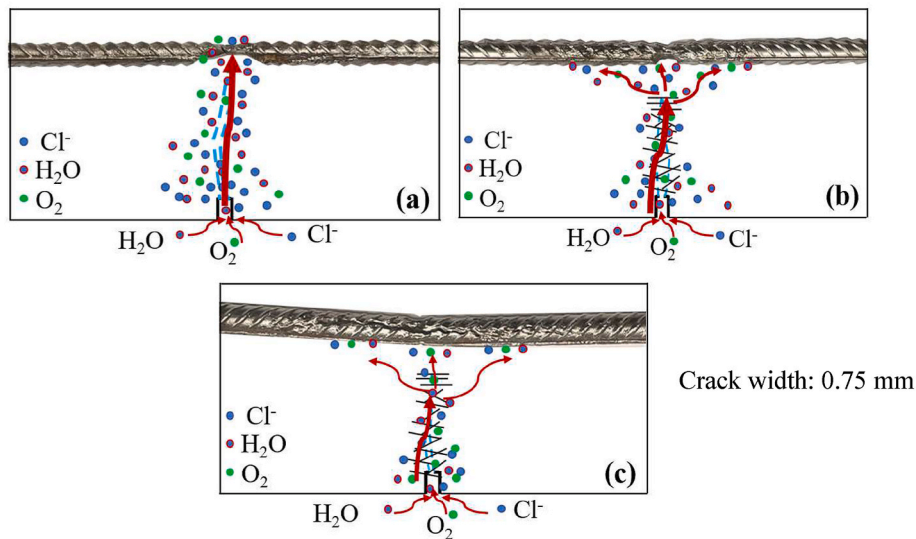 Cl⁻
H₂O
O₂
(a)
H₂O
O₂
Cl⁻
Cl⁻
H₂O
O₂
(b)
H₂O
O₂
Cl⁻
Cl⁻
H₂O
O₂
(c)
H₂O
O₂
Cl⁻
Crack width: 0.75 mm